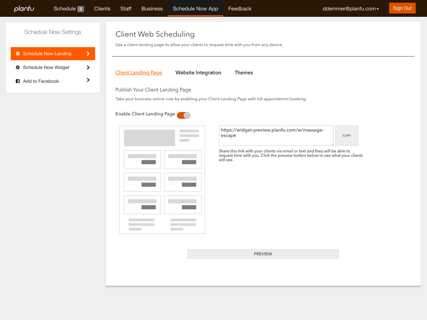 planfu Schedule 5 Clients Staff Business Schedule Now App Feedback ddemmer@planfu.com Sign Out
Schedule Now Settings
Schedule Now Landing
Schedule Now Widget
Add to Facebook
Client Web Scheduling
Use a client landing page to allow your clients to request time with you from any device.
Client Landing Page Website Integration Themes
Publish Your Client Landing Page
Take your business online now by enabling your Client Landing Page with full appointemnt booking.
Enable Client Landing Page
https://widget-preview.planfu.com/w/massage-
escape
COPY
Share this link with your clients via email or text and they will be able to
request time with you. Click the preview button below to see what your clients
will see.
PREVIEW